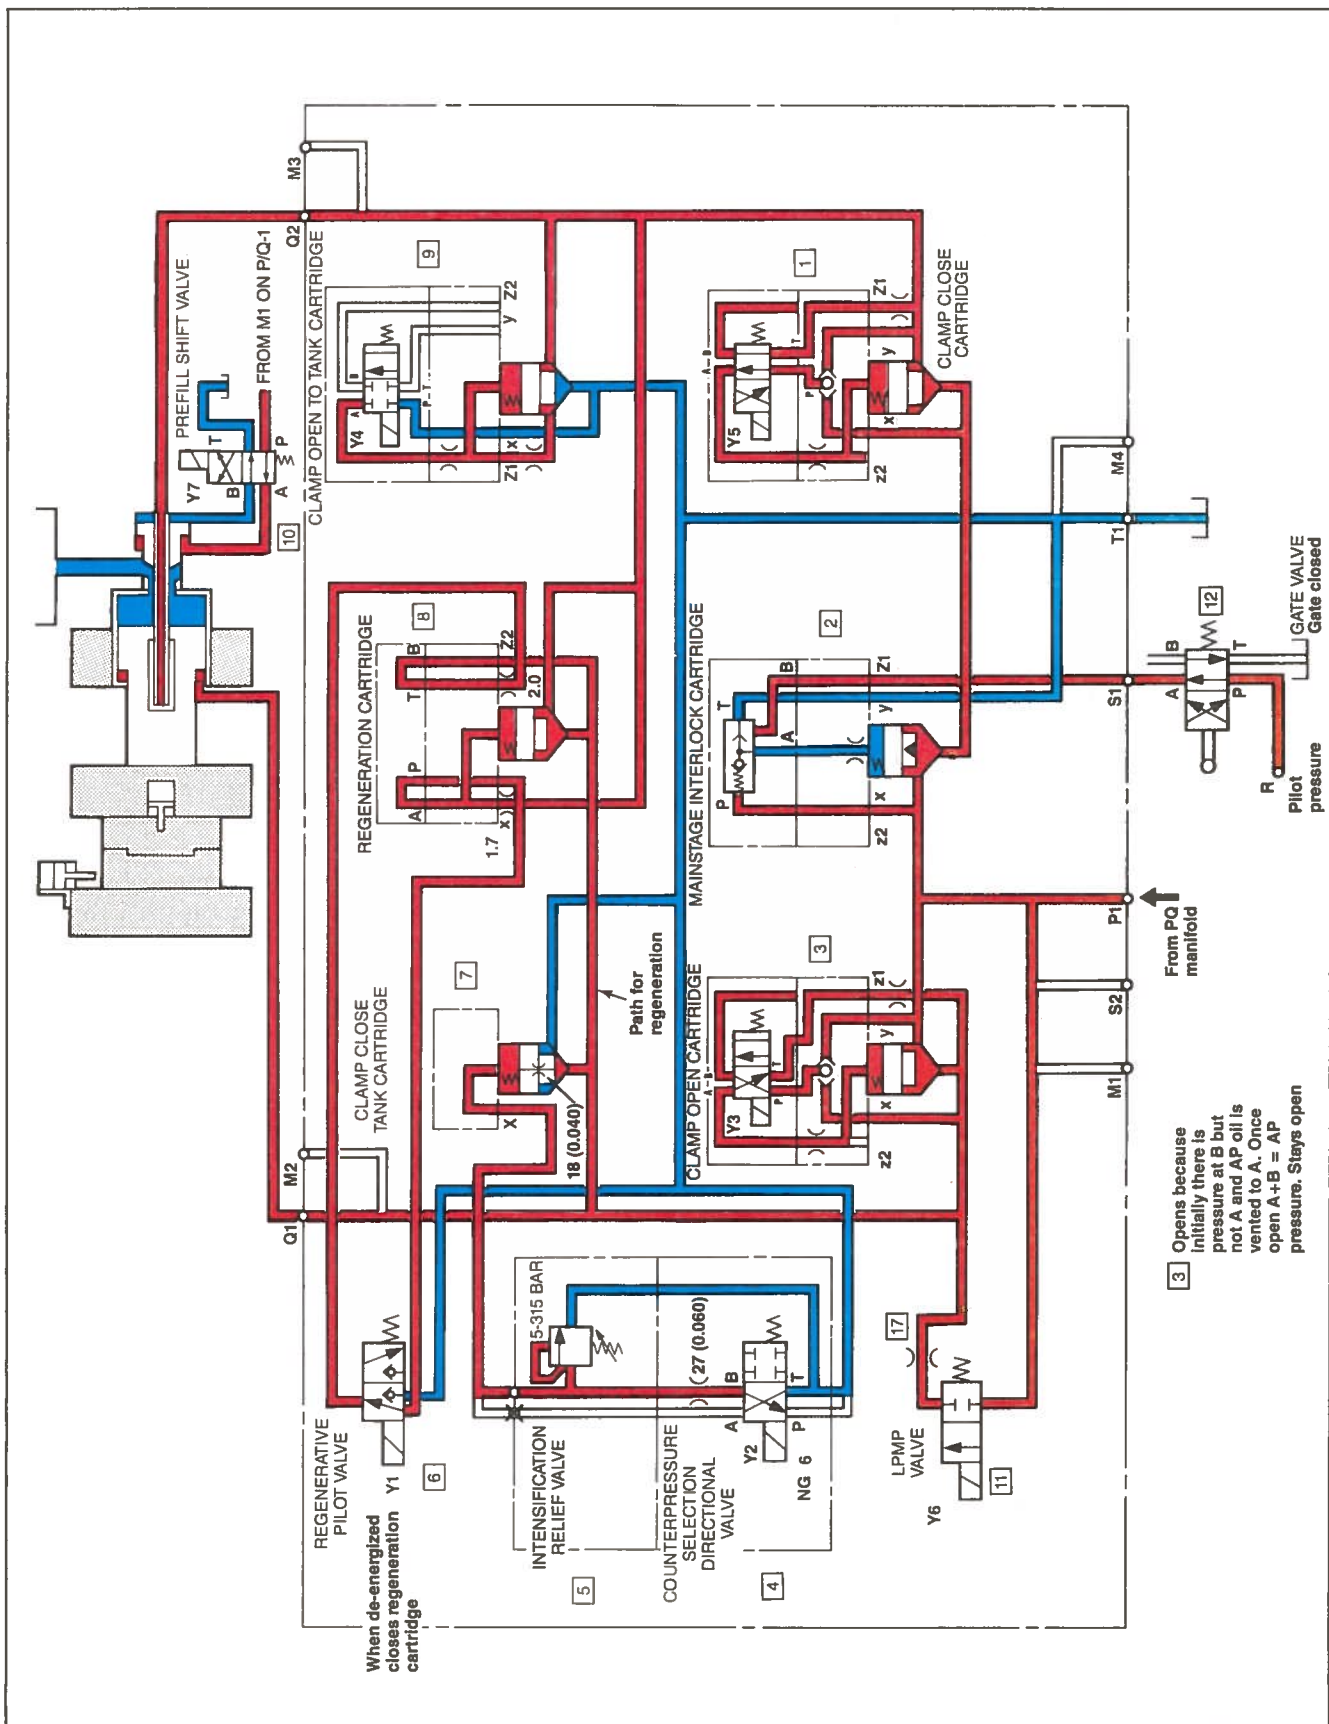 M3
Q2
PREFILL SHIFT VALVE
FROM M1 ON P/Q-1
Y7
T
B
P
A
10
CLAMP OPEN TO TANK CARTRIDGE
9
Y4
A
B
P
T
Z2
y
Z1
x
1
Y5
A
B
P
T
Z1
y
x
z2
CLAMP CLOSE
CARTRIDGE
REGENERATION CARTRIDGE
8
T
B
Z2
2.0
A
P
x
1.7
MAINSTAGE INTERLOCK CARTRIDGE
2
T
B
A
Z1
y
P
x
z2
M4
T1
12
GATE VALVE
Gate closed
B
T
A
P
S1
R
Pilot
pressure
CLAMP CLOSE
TANK CARTRIDGE
7
X
18 (0.040)
Path for
regeneration
CLAMP OPEN CARTRIDGE
3
Y3
A
B
P
T
z1
y
x
z2
P1
From PQ
manifold
S2
M1
M2
Q1
REGENERATIVE
PILOT VALVE
Y1
6
When de-energized
closes regeneration
cartridge
5-315 BAR
INTENSIFICATION
RELIEF VALVE
5
27 (0.060)
COUNTERPRESSURE
SELECTION
DIRECTIONAL
VALVE
4
A
B
Y2
P
T
NG 6
17
LPMP
VALVE
Y6
11
3
Opens because
initially there is
pressure at B but
not A and AP oil is
vented to A. Once
open A+B = AP
pressure. Stays open